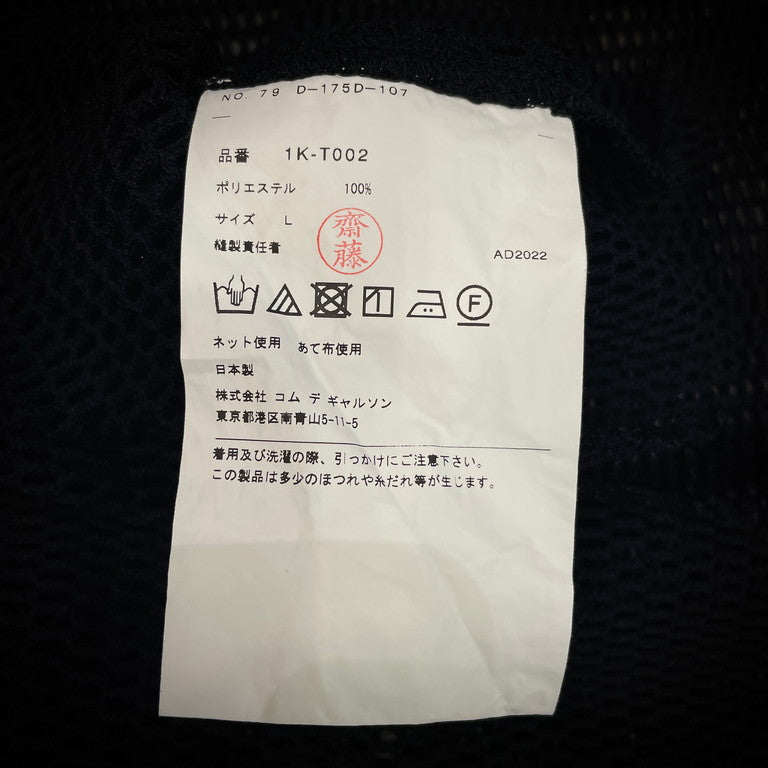 NO. 79 D-175D-107
品番 1K-T002
ポリエステル 100%
サイズ L
縫製責任者
齋藤
AD2022
F
ネット使用 あて布使用
日本製
株式会社 コム デ ギャルソン
東京都港区南青山5-11-5
着用及び洗濯の際、引っかけにご注意下さい。
この製品は多少のほつれや糸だれ等が生じます。